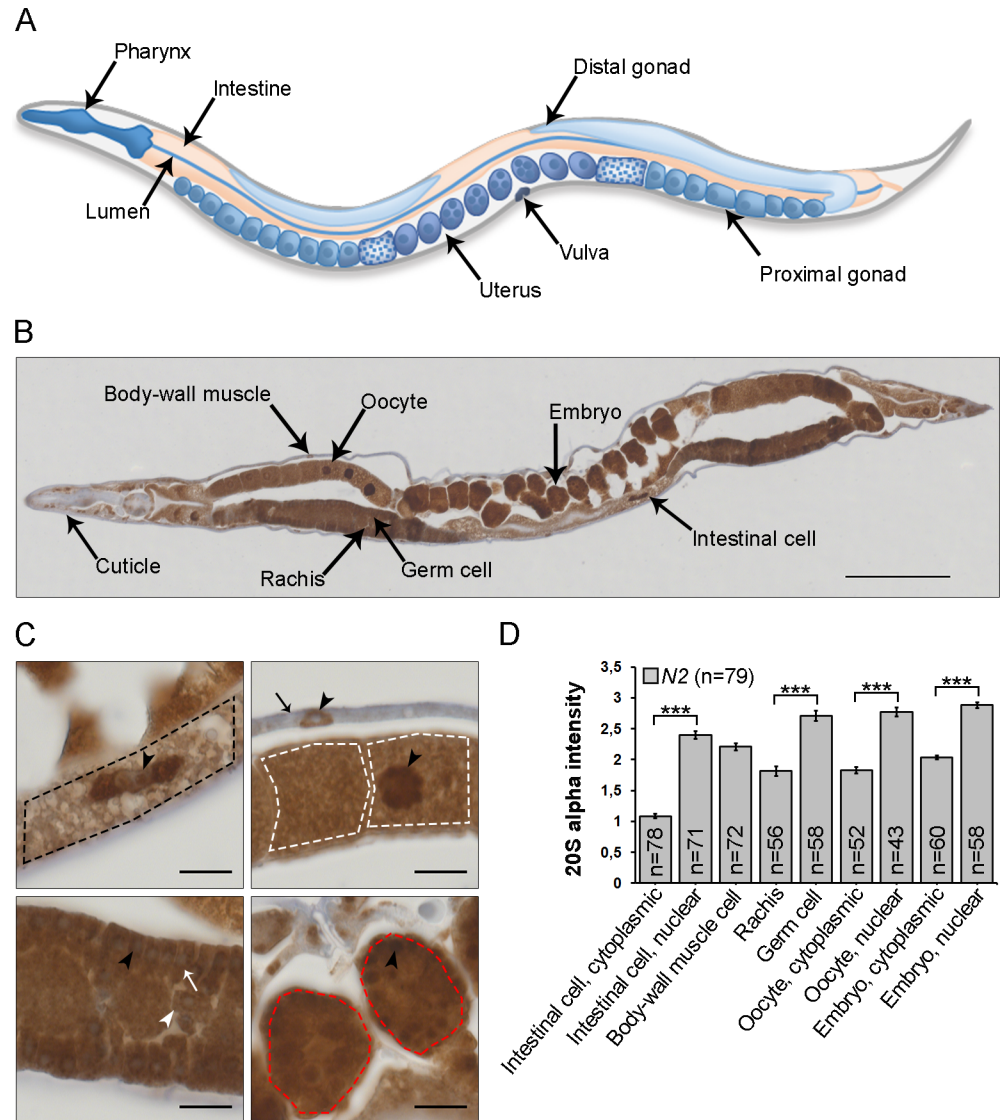 A
Pharynx
Intestine
Distal gonad
Lumen
Vulva
Uterus
Proximal gonad
B
Body-wall muscle
Oocyte
Embryo
Cuticle
Rachis
Germ cell
Intestinal cell
C
D
20S alpha intensity
3,5
3
2,5
2
1,5
1
0,5
0
N2 (n=79)
***
***
***
***
n=78
n=71
n=72
n=56
n=58
n=52
n=43
n=60
n=58
Intestinal cell, cytoplasmic
Intestinal cell, nuclear
Body-wall muscle cell
Rachis
Germ cell
Oocyte, cytoplasmic
Oocyte, nuclear
Embryo, cytoplasmic
Embryo, nuclear